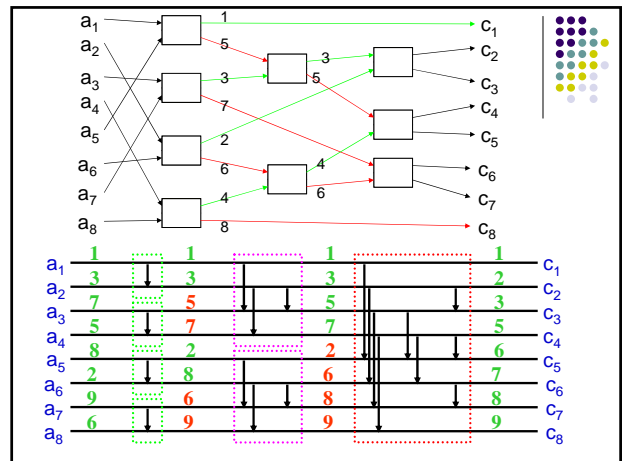 a1 1 c1
a2 5 3 c2
a3 3 5 c3
a4 7 c4
a5 2 c5
a6 6 4 c6
a7 4 6 c7
a8 8 c8
1 1 1 1
a1 c1
3 3 3 2
a2 c2
7 5 5 3
a3 c3
5 7 7 5
a4 c4
8 2 2 6
a5 c5
2 8 6 7
a6 c6
9 6 8 8
a7 c7
6 9 9 9
a8 c8